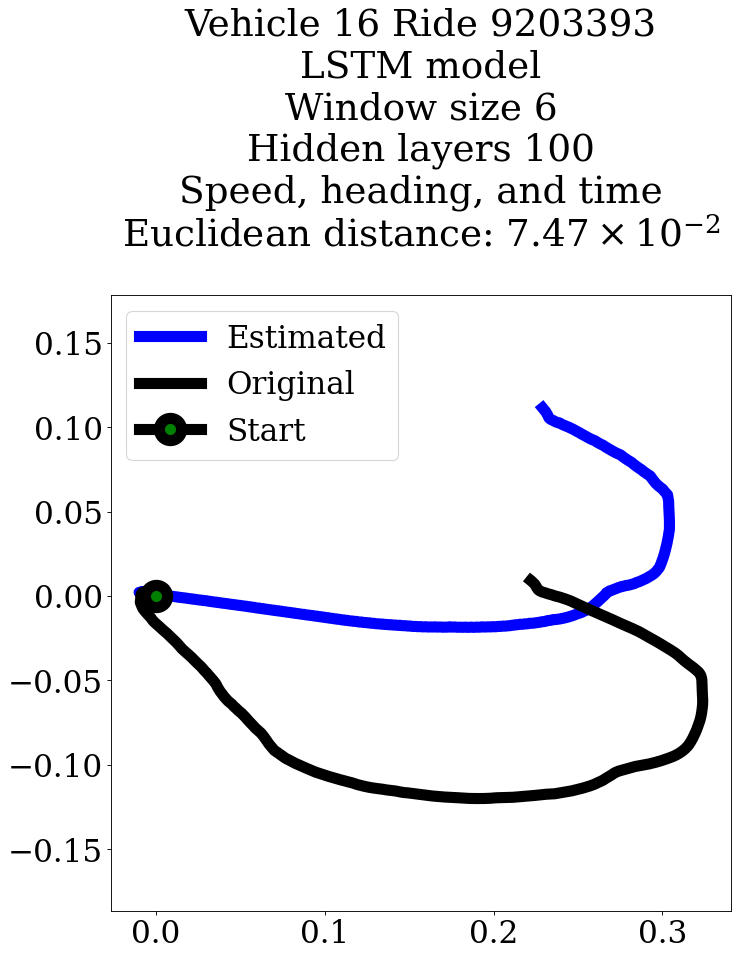 Vehicle 16 Ride 9203393
LSTM model
Window size 6
Hidden layers 100
Speed, heading, and time
Euclidean distance: 7.47 × 10⁻²
Estimated
Original
Start
0.15
0.10
0.05
0.00
−0.05
−0.10
−0.15
0.0 0.1 0.2 0.3